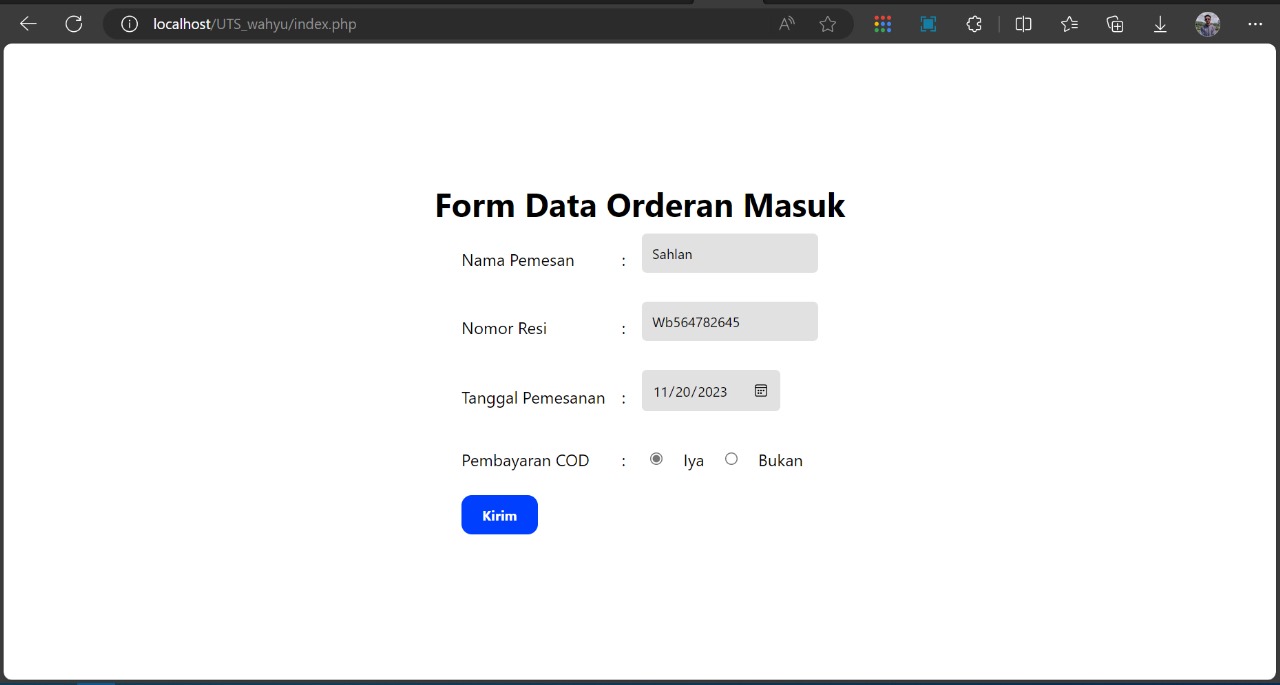 localhost/UTS_wahyu/index.php
Form Data Orderan Masuk
Nama Pemesan : Sahlan
Nomor Resi : Wb564782645
Tanggal Pemesanan : 11/20/2023
Pembayaran COD : Iya Bukan
Kirim